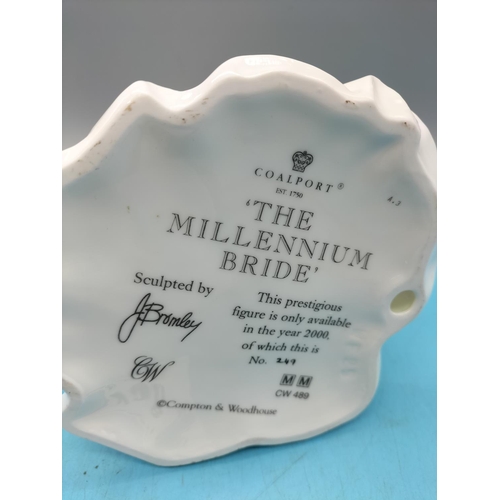 COALPORT®
EST. 1750
'THE
MILLENNIUM
BRIDE'
Sculpted by
J Bromley
CW
This prestigious
figure is only available
in the year 2000,
of which this is
No. 249
M M
CW 489
©Compton & Woodhouse